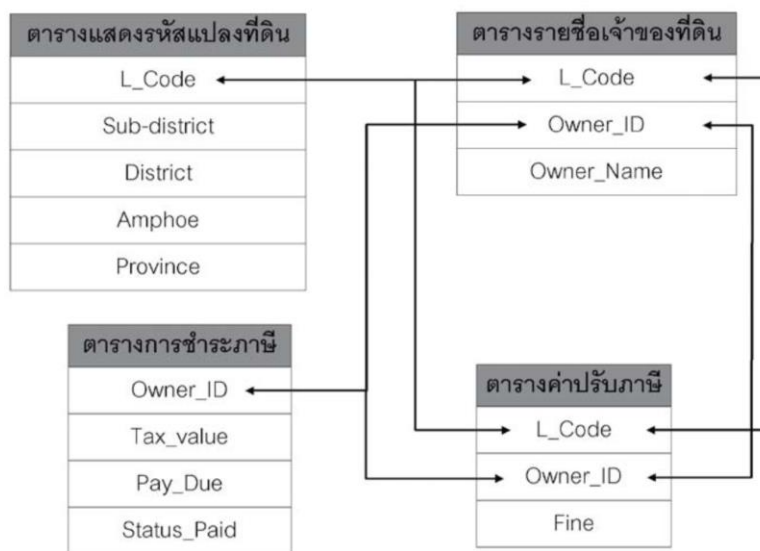 ตารางแสดงรหัสแปลงที่ดิน
L_Code
Sub-district
District
Amphoe
Province
ตารางรายชื่อเจ้าของที่ดิน
L_Code
Owner_ID
Owner_Name
ตารางการชำระภาษี
Owner_ID
Tax_value
Pay_Due
Status_Paid
ตารางค่าปรับภาษี
L_Code
Owner_ID
Fine